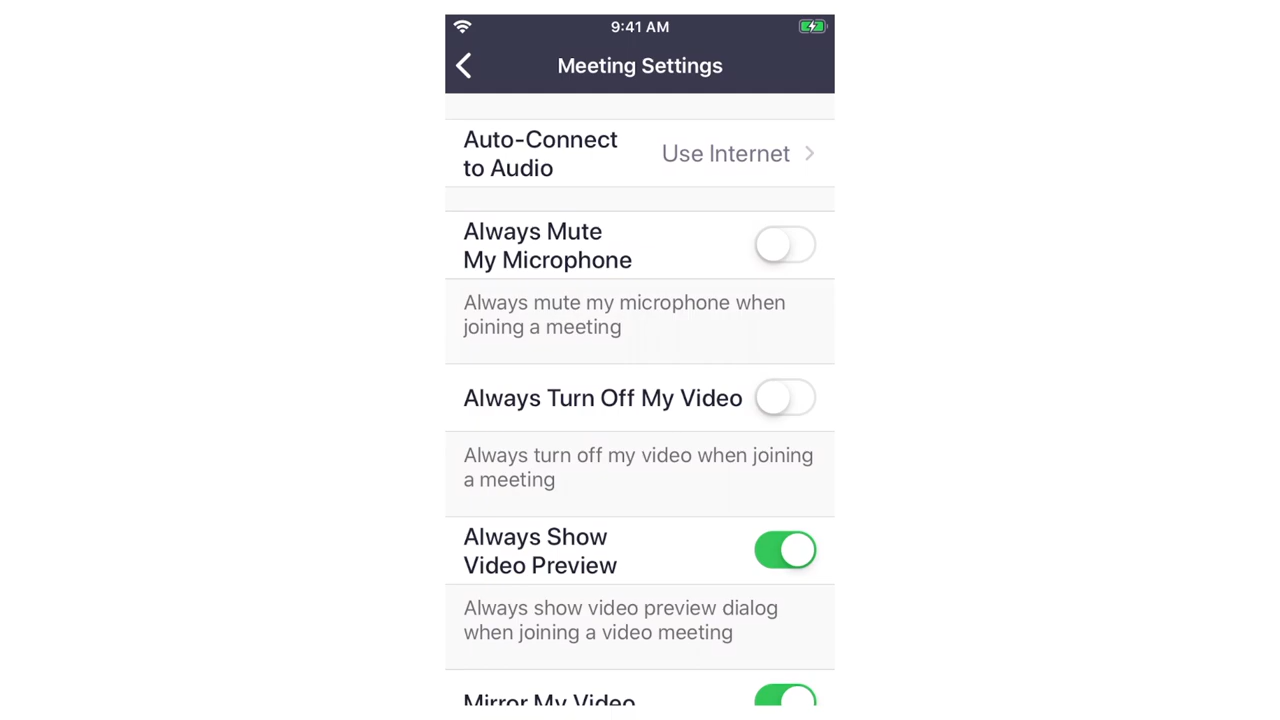 9:41 AM
Meeting Settings
Auto-Connect
to Audio
Use Internet
Always Mute
My Microphone
Always mute my microphone when
joining a meeting
Always Turn Off My Video
Always turn off my video when joining
a meeting
Always Show
Video Preview
Always show video preview dialog
when joining a video meeting
Mirror My Video